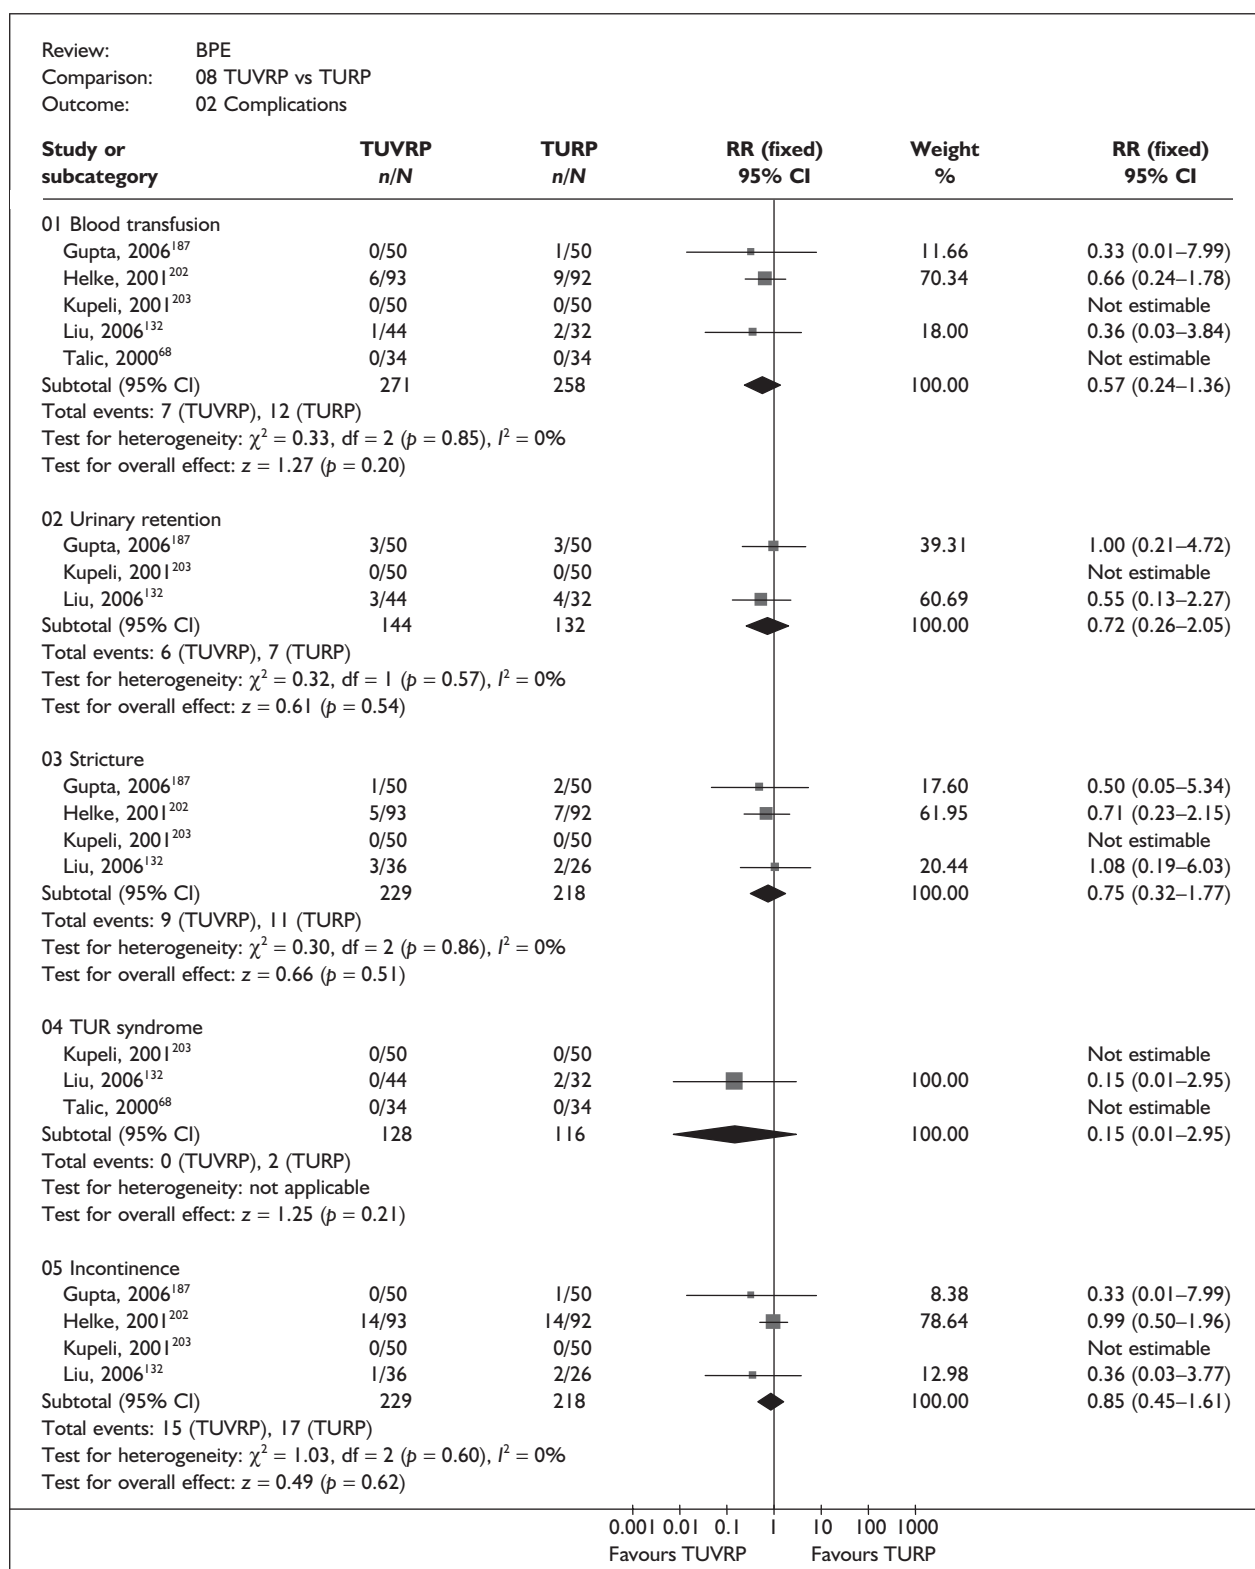 Review: BPE
Comparison: 08 TUVRP vs TURP
Outcome: 02 Complications
Study or TUVRP TURP RR (fixed) Weight RR (fixed)
subcategory n/N n/N 95% CI % 95% CI
01 Blood transfusion
Gupta, 2006¹⁸⁷ 0/50 1/50 11.66 0.33 (0.01–7.99)
Helke, 2001²⁰² 6/93 9/92 70.34 0.66 (0.24–1.78)
Kupeli, 2001²⁰³ 0/50 0/50 Not estimable
Liu, 2006¹³² 1/44 2/32 18.00 0.36 (0.03–3.84)
Talic, 2000⁶⁸ 0/34 0/34 Not estimable
Subtotal (95% CI) 271 258 100.00 0.57 (0.24–1.36)
Total events: 7 (TUVRP), 12 (TURP)
Test for heterogeneity: χ² = 0.33, df = 2 (p = 0.85), I² = 0%
Test for overall effect: z = 1.27 (p = 0.20)
02 Urinary retention
Gupta, 2006¹⁸⁷ 3/50 3/50 39.31 1.00 (0.21–4.72)
Kupeli, 2001²⁰³ 0/50 0/50 Not estimable
Liu, 2006¹³² 3/44 4/32 60.69 0.55 (0.13–2.27)
Subtotal (95% CI) 144 132 100.00 0.72 (0.26–2.05)
Total events: 6 (TUVRP), 7 (TURP)
Test for heterogeneity: χ² = 0.32, df = 1 (p = 0.57), I² = 0%
Test for overall effect: z = 0.61 (p = 0.54)
03 Stricture
Gupta, 2006¹⁸⁷ 1/50 2/50 17.60 0.50 (0.05–5.34)
Helke, 2001²⁰² 5/93 7/92 61.95 0.71 (0.23–2.15)
Kupeli, 2001²⁰³ 0/50 0/50 Not estimable
Liu, 2006¹³² 3/36 2/26 20.44 1.08 (0.19–6.03)
Subtotal (95% CI) 229 218 100.00 0.75 (0.32–1.77)
Total events: 9 (TUVRP), 11 (TURP)
Test for heterogeneity: χ² = 0.30, df = 2 (p = 0.86), I² = 0%
Test for overall effect: z = 0.66 (p = 0.51)
04 TUR syndrome
Kupeli, 2001²⁰³ 0/50 0/50 Not estimable
Liu, 2006¹³² 0/44 2/32 100.00 0.15 (0.01–2.95)
Talic, 2000⁶⁸ 0/34 0/34 Not estimable
Subtotal (95% CI) 128 116 100.00 0.15 (0.01–2.95)
Total events: 0 (TUVRP), 2 (TURP)
Test for heterogeneity: not applicable
Test for overall effect: z = 1.25 (p = 0.21)
05 Incontinence
Gupta, 2006¹⁸⁷ 0/50 1/50 8.38 0.33 (0.01–7.99)
Helke, 2001²⁰² 14/93 14/92 78.64 0.99 (0.50–1.96)
Kupeli, 2001²⁰³ 0/50 0/50 Not estimable
Liu, 2006¹³² 1/36 2/26 12.98 0.36 (0.03–3.77)
Subtotal (95% CI) 229 218 100.00 0.85 (0.45–1.61)
Total events: 15 (TUVRP), 17 (TURP)
Test for heterogeneity: χ² = 1.03, df = 2 (p = 0.60), I² = 0%
Test for overall effect: z = 0.49 (p = 0.62)
0.001 0.01 0.1 1 10 100 1000
Favours TUVRP Favours TURP